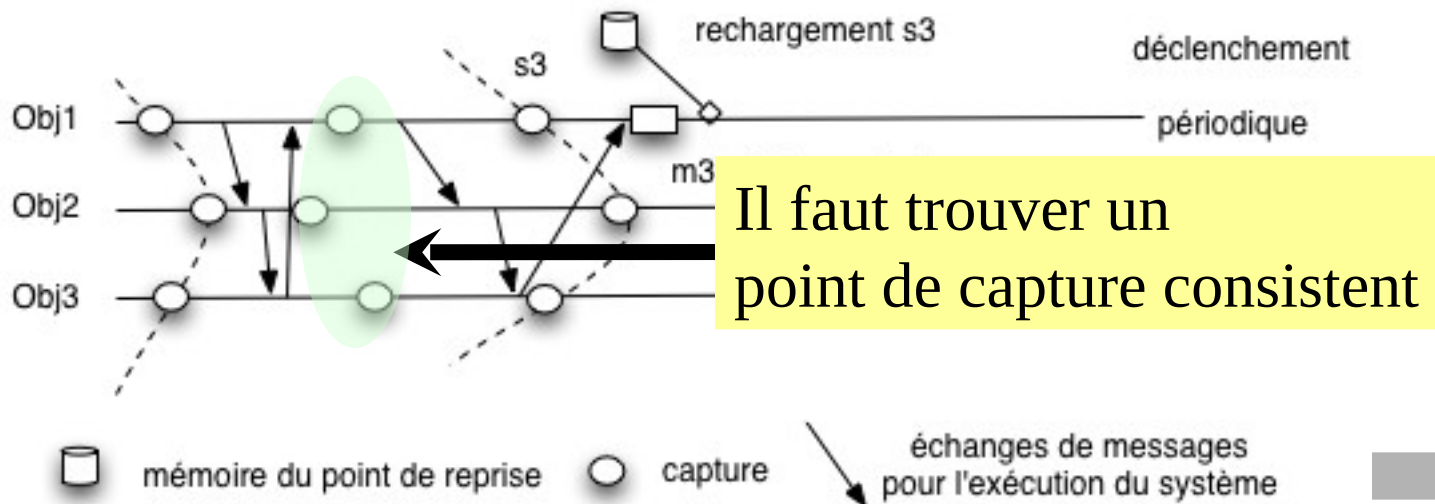 rechargement s3
déclenchement
s3
Obj1
périodique
m3
Obj2
Il faut trouver un
point de capture consistent
Obj3
mémoire du point de reprise
capture
échanges de messages
pour l'exécution du système